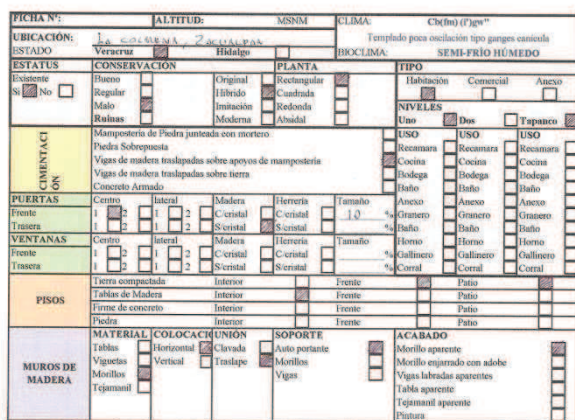 FICHA N°: ALTITUD: MSNM CLIMA: Cb(fm) (i')gw"
UBICACIÓN: La Colmena, Zacualpan Templado poca oscilación tipo ganges canícula
ESTADO Veracruz Hidalgo BIOCLIMA: SEMI-FRÍO HÚMEDO
ESTATUS CONSERVACIÓN PLANTA TIPO
Existente Bueno Original Rectangular Habitación Comercial Anexo
Si No Regular Híbrido Cuadrada
Malo Imitación Redonda NIVELES
Ruinas Moderna Absidal Uno Dos Tapanco
CIMENTACI ÓN Mampostería de Piedra junteada con mortero USO USO USO
Piedra Sobrepuesta Recamara Recamara Recamara
Vigas de madera traslapadas sobre apoyos de mampostería Cocina Cocina Cocina
Vigas de madera traslapadas sobre tierra Bodega Bodega Bodega
Concreto Armado Baño Baño Baño
PUERTAS Centro lateral Madera Herrería Tamaño Anexo Anexo Anexo
Frente 1 2 1 2 C/cristal C/cristal 10 % Granero Granero Granero
Trasera 1 2 1 2 S/cristal S/cristal % Baño Baño Baño
VENTANAS Centro lateral Madera Herrería Tamaño Horno Horno Horno
Frente 1 2 1 2 C/cristal C/cristal % Gallinero Gallinero Gallinero
Trasera 1 2 1 2 S/cristal S/cristal % Corral Corral Corral
PISOS Tierra compactada Interior Frente Patio
Tablas de Madera Interior Frente Patio
Firme de concreto Interior Frente Patio
Piedra Interior Frente Patio
MUROS DE MADERA MATERIAL COLOCACIÓ UNIÓN SOPORTE ACABADO
Tablas Horizontal Clavada Auto portante Morillo aparente
Viguetas Vertical Traslape Morillos Morillo enjarrado con adobe
Morillos Vigas Vigas labradas aparentes
Tejamanil Tabla aparente
Tejamanil aparente
Pintura